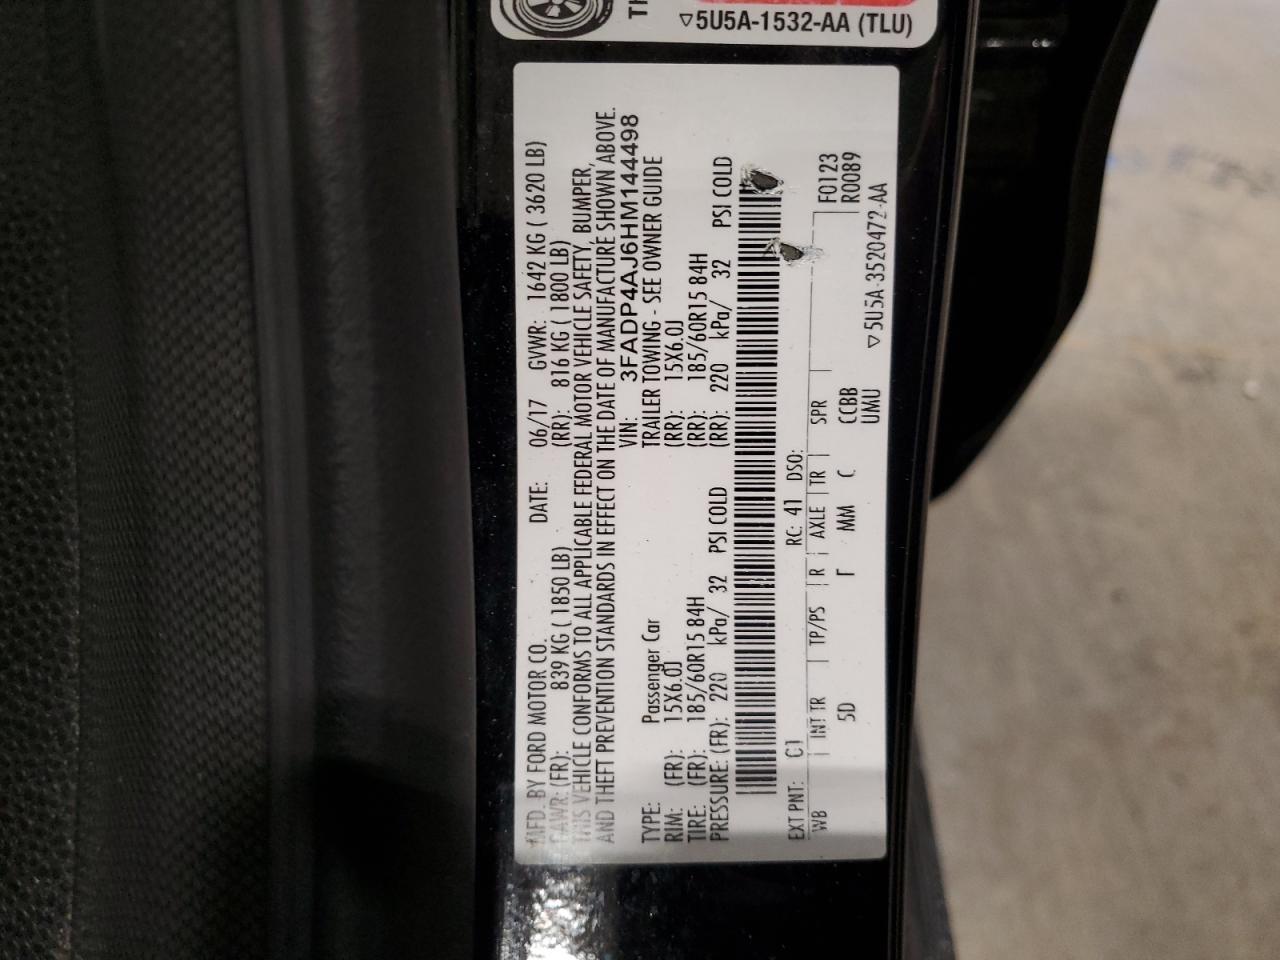 TH
▽5U5A-1532-AA (TLU)
MFD. BY FORD MOTOR CO. DATE: 06/17 GVWR: 1642 KG ( 3620 LB)
GAWR: (FR): 839 KG ( 1850 LB) (RR): 816 KG ( 1800 LB)
THIS VEHICLE CONFORMS TO ALL APPLICABLE FEDERAL MOTOR VEHICLE SAFETY, BUMPER,
AND THEFT PREVENTION STANDARDS IN EFFECT ON THE DATE OF MANUFACTURE SHOWN ABOVE.
VIN: 3FADP4AJ6HM144498
TYPE: Passenger Car TRAILER TOWING - SEE OWNER GUIDE
RIM: (FR): 15X6.0J (RR): 15X6.0J
TIRE: (FR): 185/60R15 84H (RR): 185/60R15 84H
PRESSURE: (FR): 220 kPa/ 32 PSI COLD (RR): 220 kPa/ 32 PSI COLD
EXT PNT: RC: 41 DSO:
WB INT TR TP/PS R AXLE TR SPR F0123
5D MM C CCBB R0089
UMU
▽5U5A-3520472-AA